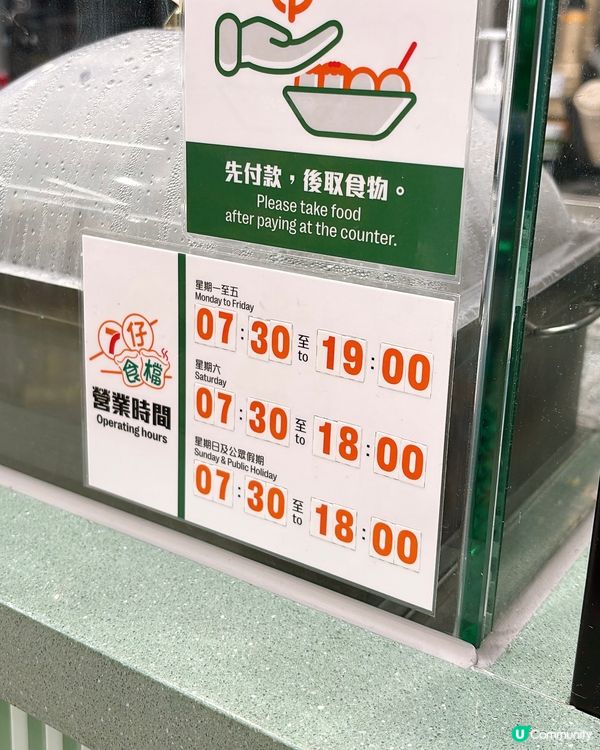 先付款，後取食物。
Please take food
after paying at the counter.
7仔
食檔
營業時間
Operating hours
星期一至五
Monday to Friday
07:30 至 to 19:00
星期六
Saturday
07:30 至 to 18:00
星期日及公眾假期
Sunday & Public Holiday
07:30 至 to 18:00
U Community